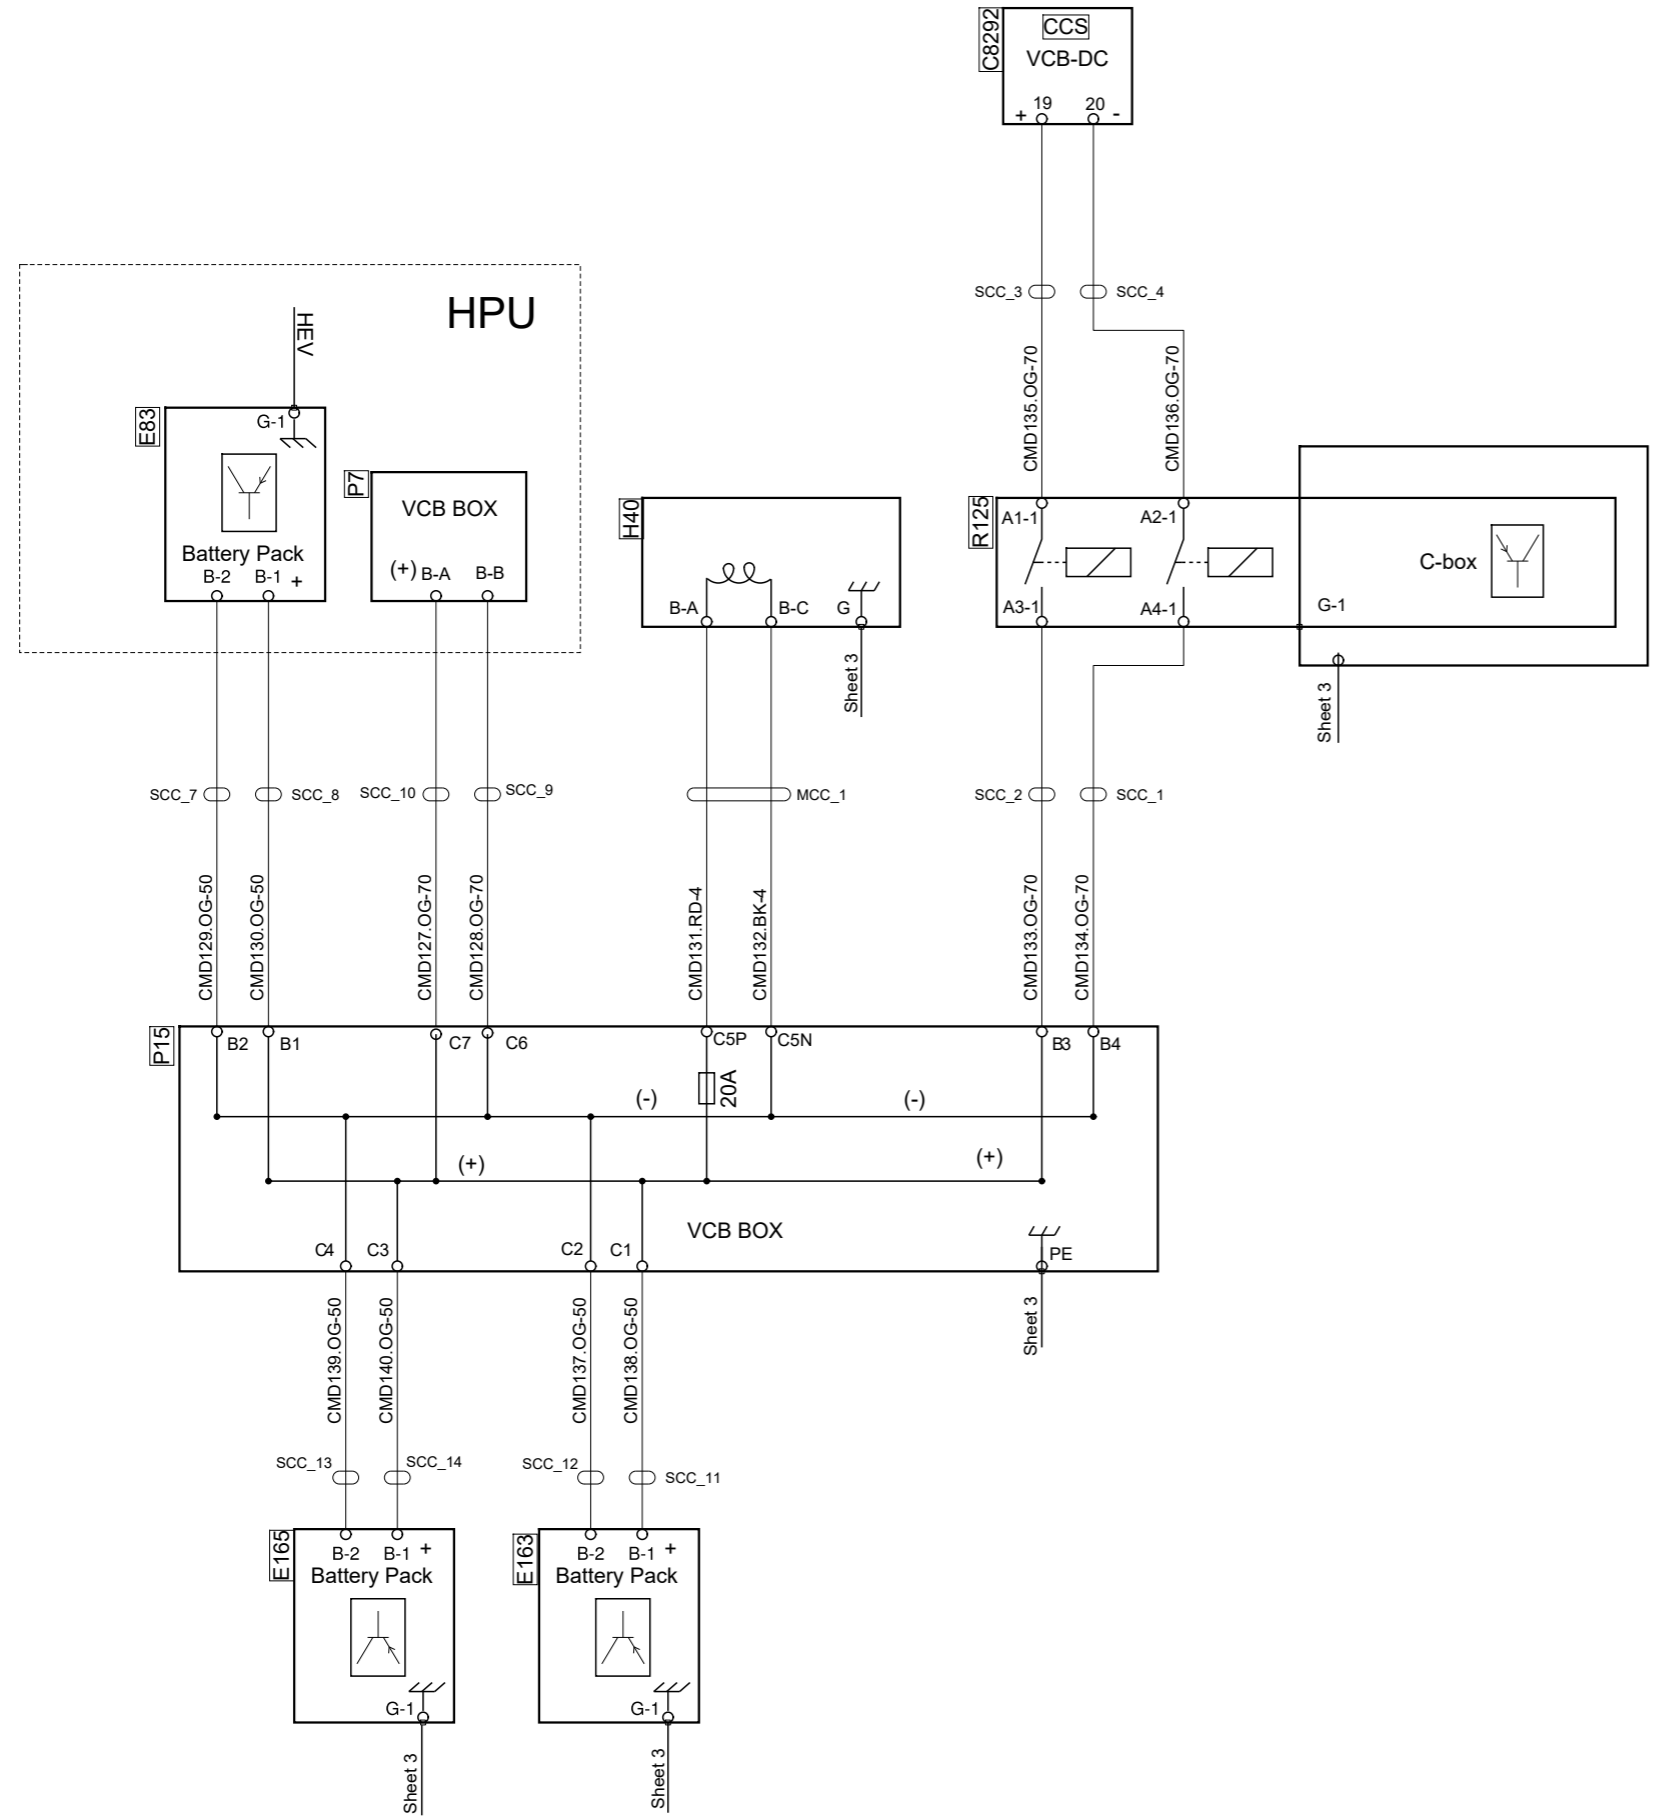 C8292
CCS
VCB-DC
+ 19 20 -
SCC_3 SCC_4
HPU
HEV
CMD135.OG-70
CMD136.OG-70
E83
G-1
Battery Pack
B-2 B-1 +
P7
VCB BOX
(+) B-A B-B
H40
B-A B-C G
Sheet 3
R125
A1-1 A2-1
A3-1 A4-1
C-box
G-1
Sheet 3
SCC_7 SCC_8 SCC_10 SCC_9 MCC_1 SCC_2 SCC_1
CMD129.OG-50
CMD130.OG-50
CMD127.OG-70
CMD128.OG-70
CMD131.RD-4
CMD132.BK-4
CMD133.OG-70
CMD134.OG-70
P15
B2 B1 C7 C6 C5P C5N B3 B4
20A
(-) (-)
(+) (+)
VCB BOX
C4 C3 C2 C1 PE
Sheet 3
CMD139.OG-50
CMD140.OG-50
CMD137.OG-50
CMD138.OG-50
SCC_13 SCC_14 SCC_12 SCC_11
E165
B-2 B-1 +
Battery Pack
G-1
Sheet 3
E163
B-2 B-1 +
Battery Pack
G-1
Sheet 3